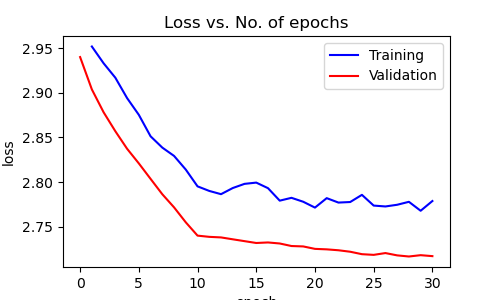 Loss vs. No. of epochs
Training
Validation
loss
2.95
2.90
2.85
2.80
2.75
0 5 10 15 20 25 30
epoch